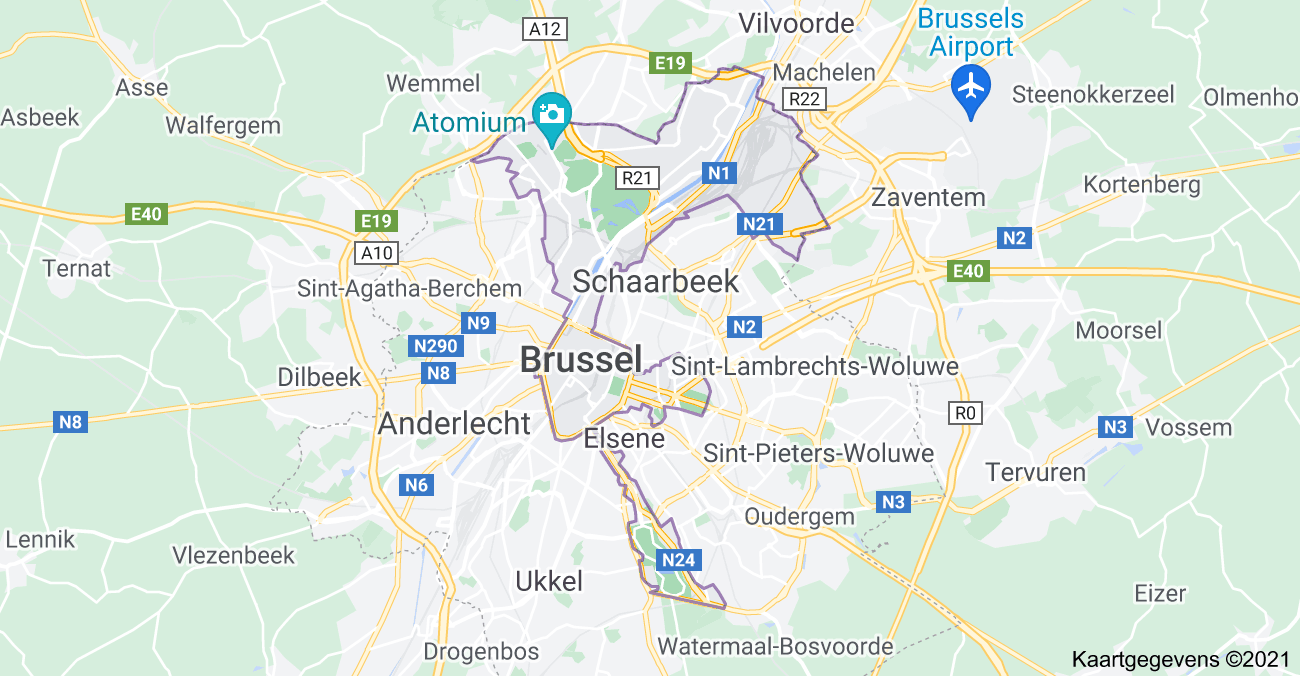 Vilvoorde
Brussels
Airport
A12
E19
Machelen
Asse
Wemmel
R22
Steenokkerzeel
Olmenho
Asbeek
Walfergem
Atomium
R21
N1
Kortenberg
Zaventem
E40
E19
N21
N2
A10
Ternat
E40
Schaarbeek
Sint-Agatha-Berchem
N9
N2
Moorsel
N290
Brussel
Sint-Lambrechts-Woluwe
Dilbeek
N8
R0
N8
Anderlecht
N3
Vossem
Elsene
Sint-Pieters-Woluwe
Tervuren
N6
N3
Oudergem
Lennik
Vlezenbeek
N24
Ukkel
Eizer
Drogenbos
Watermaal-Bosvoorde
Kaartgegevens ©2021